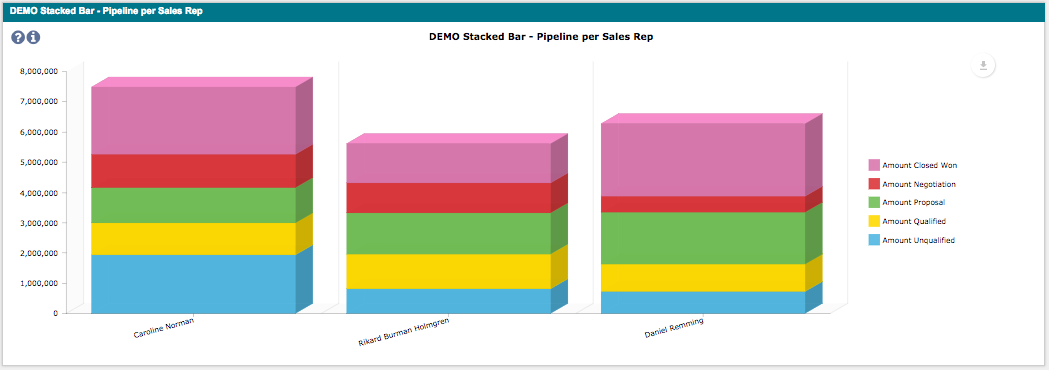 DEMO Stacked Bar - Pipeline per Sales Rep
DEMO Stacked Bar - Pipeline per Sales Rep
8,000,000
7,000,000
6,000,000
5,000,000
4,000,000
3,000,000
2,000,000
1,000,000
0
Caroline Norman
Rikard Burman Holmgren
Daniel Remming
Amount Closed Won
Amount Negotiation
Amount Proposal
Amount Qualified
Amount Unqualified